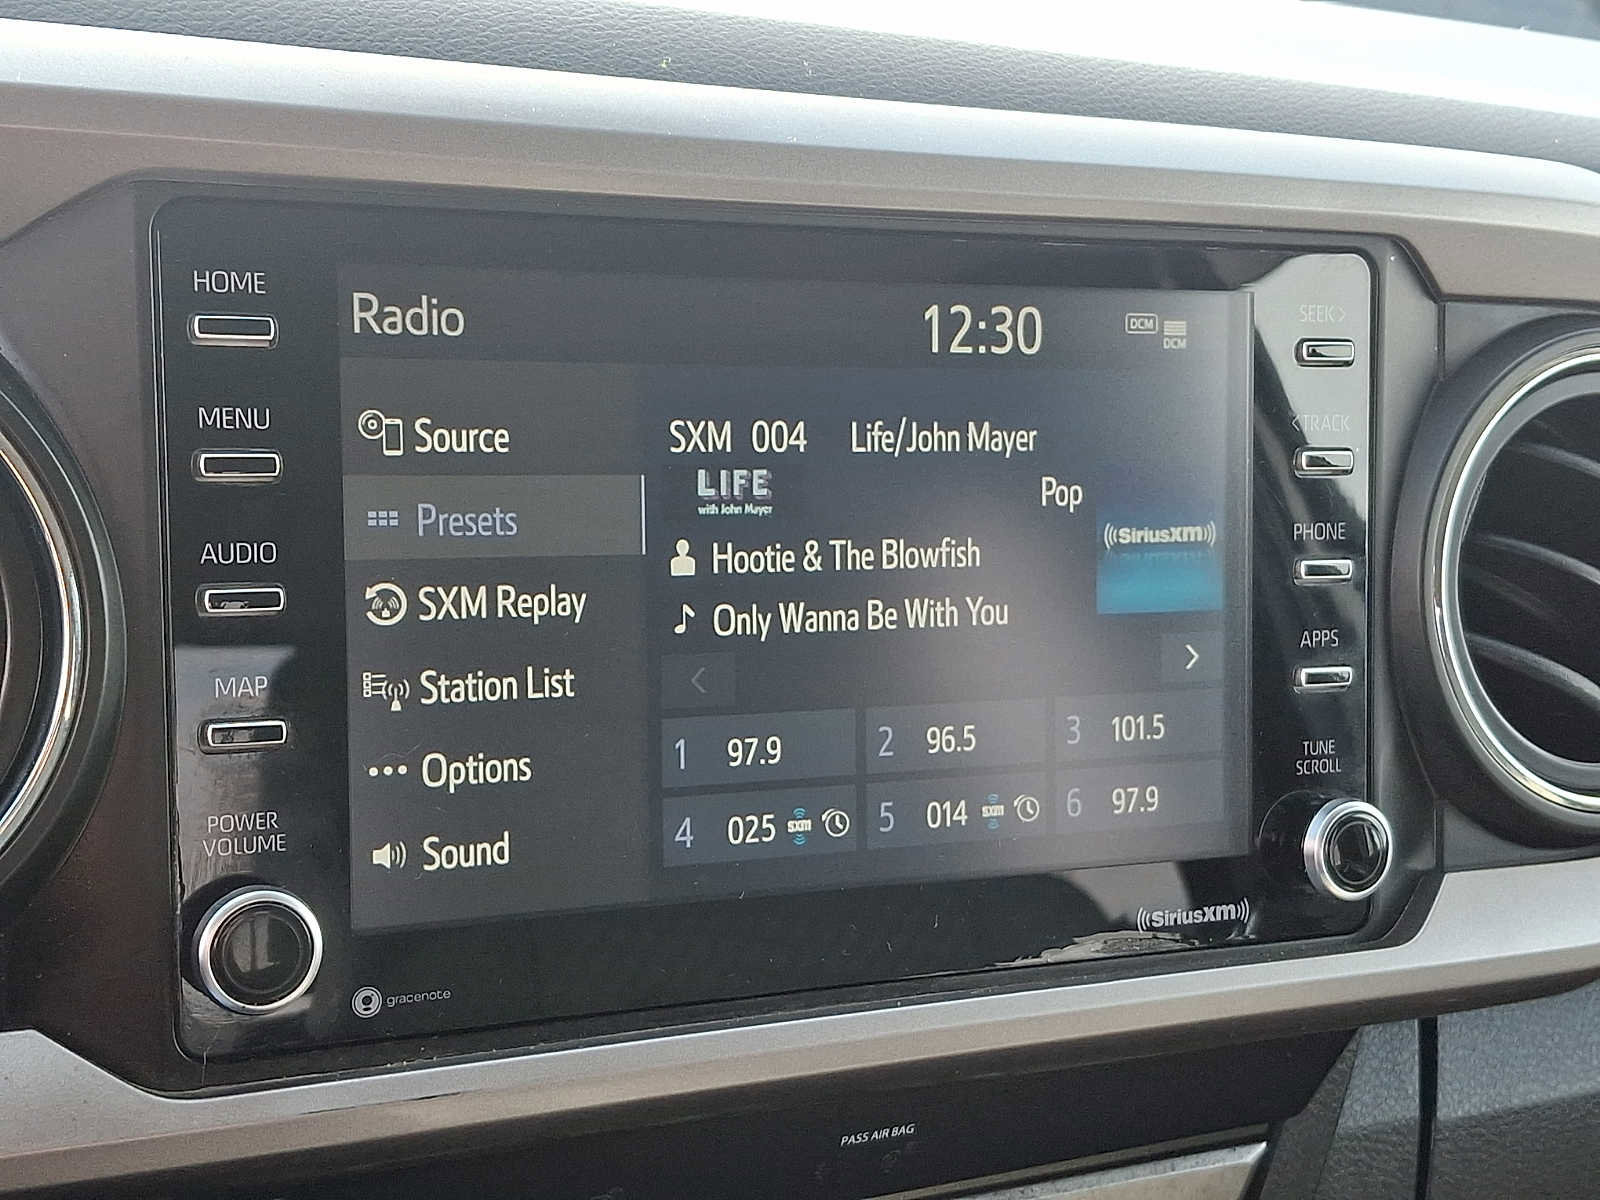 HOME
MENU
AUDIO
MAP
POWER
VOLUME
Radio
12:30
DCM
DCM
Source
Presets
SXM Replay
Station List
Options
Sound
SXM 004 Life/John Mayer
LIFE
with John Mayer
Pop
Hootie & The Blowfish
Only Wanna Be With You
((SiriusXM))
< >
1 97.9
2 96.5
3 101.5
4 025 SXM
5 014 SXM
6 97.9
SEEK>
<TRACK
PHONE
APPS
TUNE
SCROLL
((SiriusXM))
gracenote
PASS AIR BAG